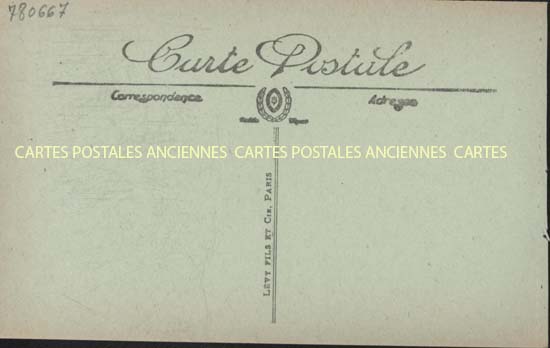 780667
Carte Postale
Correspondance Adresse
CARTES POSTALES ANCIENNES CARTES POSTALES ANCIENNES CARTES
LÉVY FILS ET CIE, PARIS